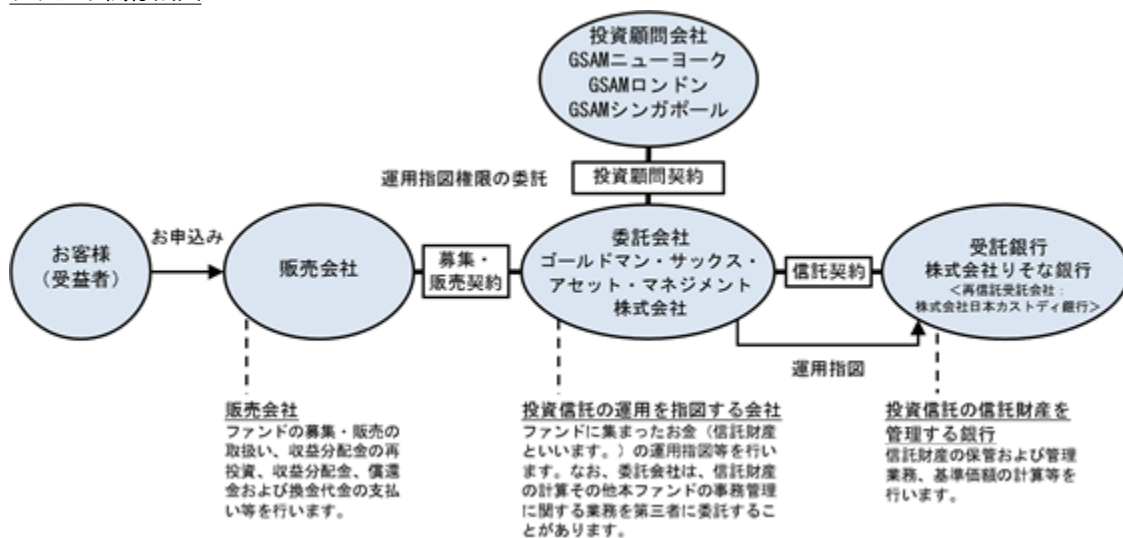 投資顧問会社
GSAMニューヨーク
GSAMロンドン
GSAMシンガポール
運用指図権限の委託
投資顧問契約
お客様
（受益者）
お申込み
販売会社
募集・
販売契約
委託会社
ゴールドマン・サックス・
アセット・マネジメント
株式会社
信託契約
受託銀行
株式会社りそな銀行
＜再信託受託会社：
株式会社日本カストディ銀行＞
運用指図
販売会社
ファンドの募集・販売の
取扱い、収益分配金の再
投資、収益分配金、償還
金および換金代金の支払
い等を行います。
投資信託の運用を指図する会社
ファンドに集まったお金（信託財産
といいます。）の運用指図等を行い
ます。なお、委託会社は、信託財産
の計算その他本ファンドの事務管理
に関する業務を第三者に委託するこ
とがあります。
投資信託の信託財産を
管理する銀行
信託財産の保管および管理
業務、基準価額の計算等を
行います。